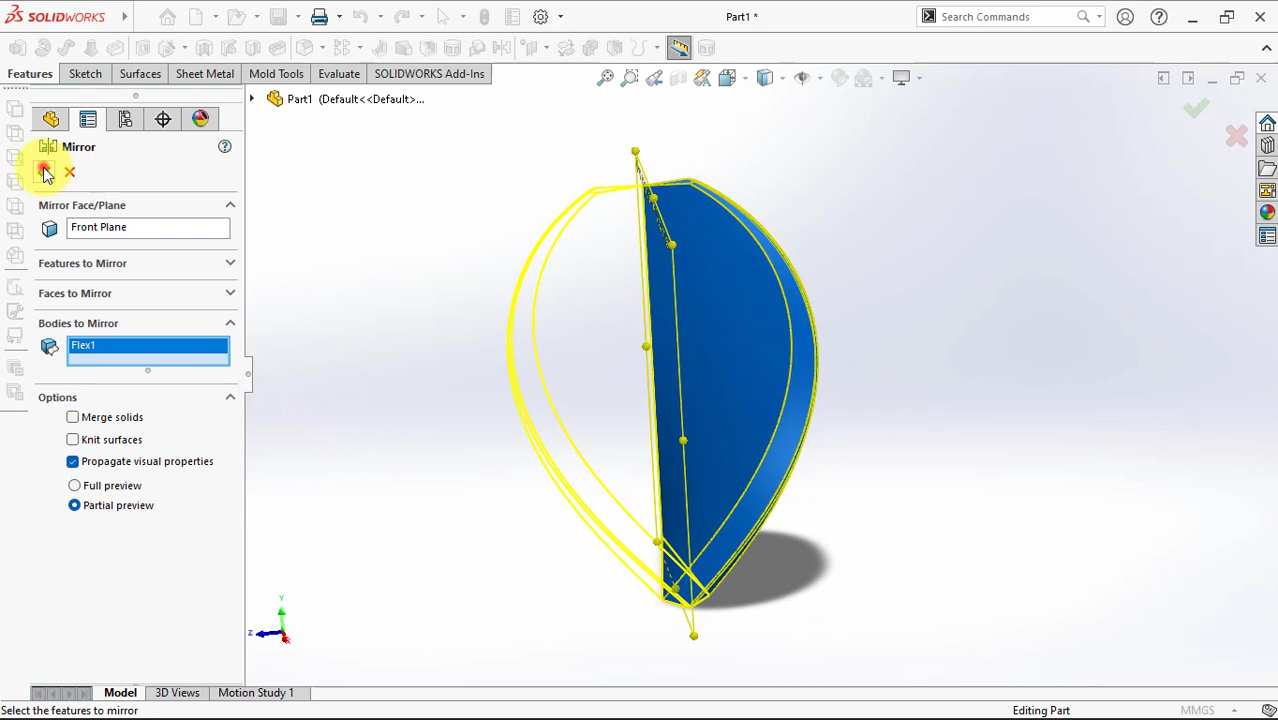 SOLIDWORKS
Part1 *
Search Commands
Features
Sketch
Surfaces
Sheet Metal
Mold Tools
Evaluate
SOLIDWORKS Add-Ins
Part1 (Default<<Default>...
Mirror
Mirror Face/Plane
Front Plane
Features to Mirror
Faces to Mirror
Bodies to Mirror
Flex1
Options
Merge solids
Knit surfaces
Propagate visual properties
Full preview
Partial preview
Y
Z
Model
3D Views
Motion Study 1
Select the features to mirror
Editing Part
MMGS